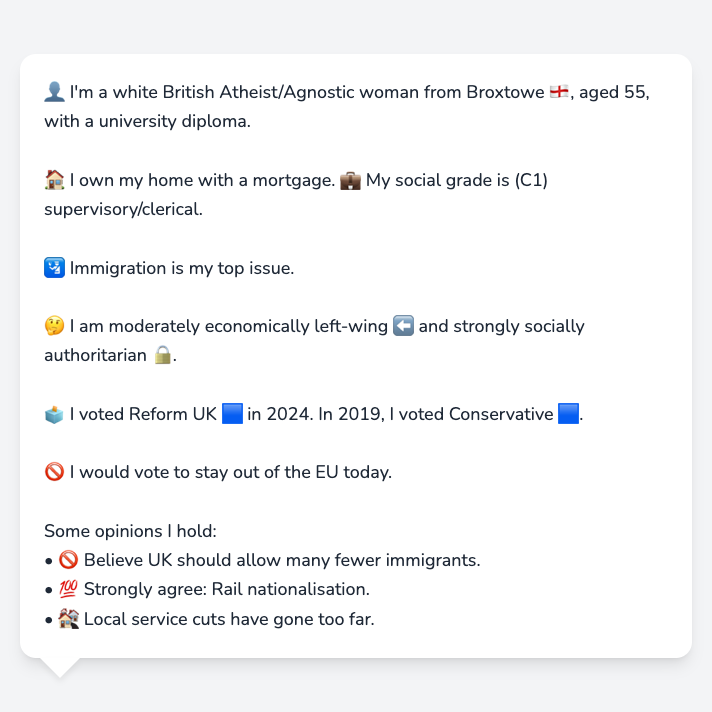 👤 I'm a white British Atheist/Agnostic woman from Broxtowe 🏴󠁧󠁢󠁥󠁮󠁧󠁿, aged 55,
with a university diploma.
🏠 I own my home with a mortgage. 💼 My social grade is (C1)
supervisory/clerical.
🛂 Immigration is my top issue.
🤔 I am moderately economically left-wing ⬅️ and strongly socially
authoritarian 🔒.
🗳️ I voted Reform UK 🟦 in 2024. In 2019, I voted Conservative 🟦.
🚫 I would vote to stay out of the EU today.
Some opinions I hold:
• 🚫 Believe UK should allow many fewer immigrants.
• 💯 Strongly agree: Rail nationalisation.
• 🏚️ Local service cuts have gone too far.